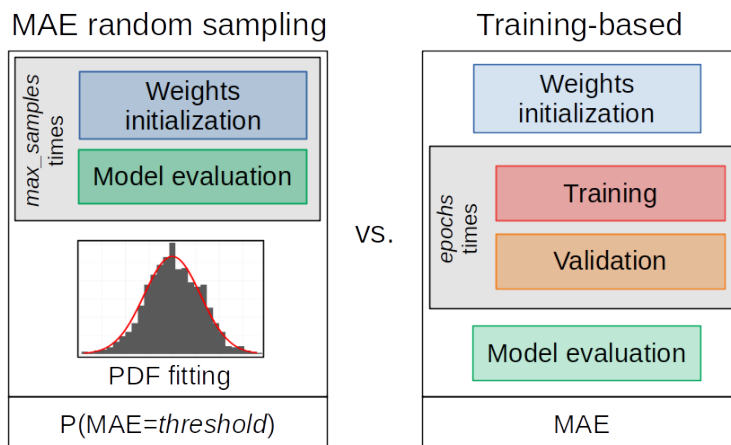 MAE random sampling
max_samples
times
Weights
initialization
Model evaluation
PDF fitting
P(MAE=threshold)
vs.
Training-based
Weights
initialization
epochs
times
Training
Validation
Model evaluation
MAE